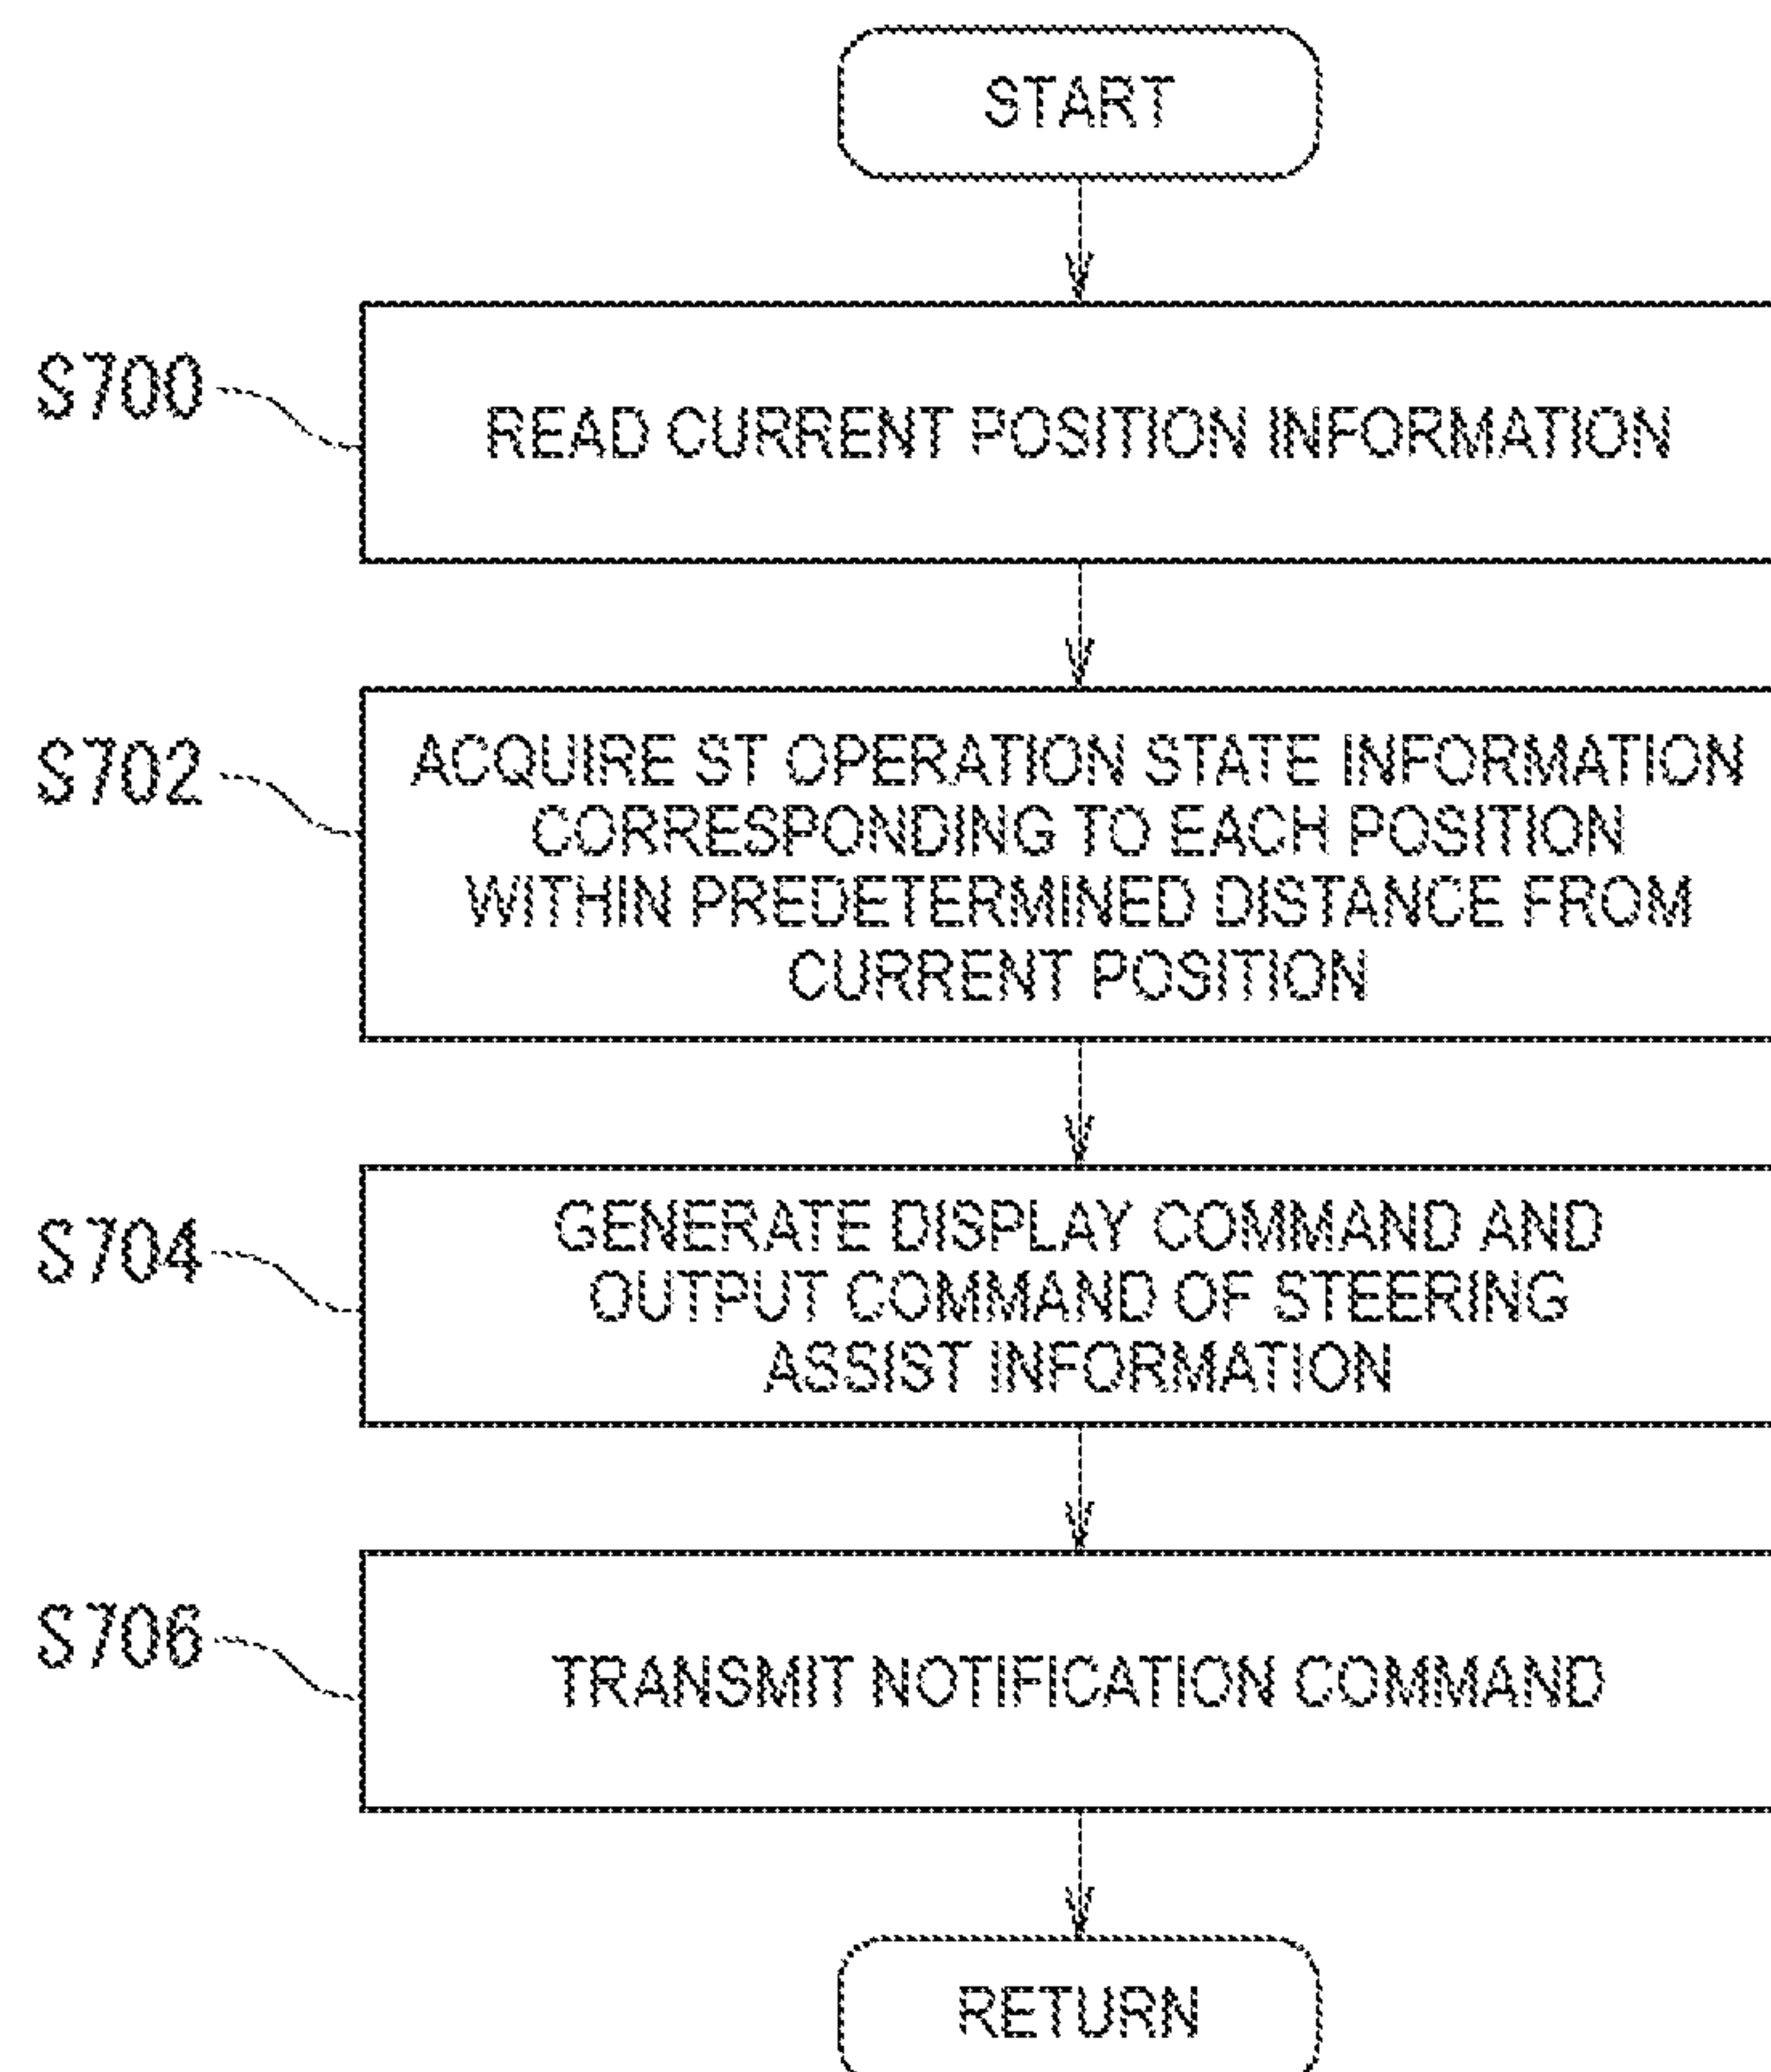 START
S700
READ CURRENT POSITION INFORMATION
S702
ACQUIRE ST OPERATION STATE INFORMATION
CORRESPONDING TO EACH POSITION
WITHIN PREDETERMINED DISTANCE FROM
CURRENT POSITION
S704
GENERATE DISPLAY COMMAND AND
OUTPUT COMMAND OF STEERING
ASSIST INFORMATION
S706
TRANSMIT NOTIFICATION COMMAND
RETURN